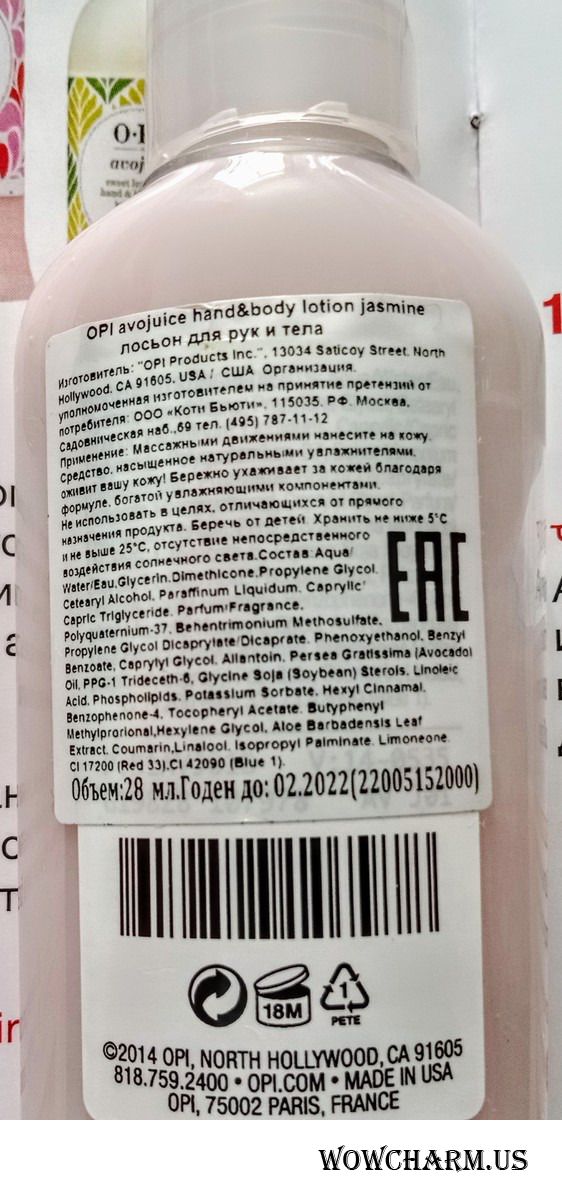 O·
avoj
OPI avojuice hand&body lotion jasmine
лосьон для рук и тела
Изготовитель: "OPI Products Inc.", 13034 Saticoy Street. North
Hollywood. CA 91605. USA / США Организация.
уполномоченная изготовителем на принятие претензий от
потребителя: ООО «Коти Бьюти», 115035. РФ. Москва.
Садовническая наб.,69 тел. (495) 787-11-12
Применение: Массажными движениями нанесите на кожу.
Средство, насыщенное натуральными увлажнителями.
оживит вашу кожу! Бережно ухаживает за кожей благодаря
формуле, богатой увлажняющими компонентами.
Не использовать в целях, отличающихся от прямого
назначения продукта. Беречь от детей. Хранить не ниже 5°C
и не выше 25°C, отсутствие непосредственного
воздействия солнечного света.Состав:Aqua/
Water/Eau,Glycerin.Dimethicone.Propylene Glycol.
Cetearyl Alcohol. Paraffinum Liquidum. Caprylic/
Capric Triglyceride. Parfum/Fragrance.
Polyquaternium-37. Behentrimonium Methosulfate.
Propylene Glycol Dicaprylate/Dicaprate. Phenoxyethanol. Benzyl
Benzoate, Caprylyl Glycol. Allantoin. Persea Gratissima (Avocado)
Oil, PPG-1 Trideceth-6, Glycine Soja (Soybean) Sterols. Linoleic
Acid. Phospholipids. Potassium Sorbate. Hexyl Cinnamal.
Benzophenone-4. Tocopheryl Acetate. Butyphenyl
Methylprorional,Hexylene Glycol. Aloe Barbadensis Leaf
Extract. Coumarin,Linalool. Isopropyl Palminate. Limoneone.
CI 17200 (Red 33).CI 42090 (Blue 1).
EAC
Объем:28 мл.Годен до: 02.2022(22005152000)
18M
1
PETE
©2014 OPI, NORTH HOLLYWOOD, CA 91605
818.759.2400 • OPI.COM • MADE IN USA
OPI, 75002 PARIS, FRANCE
WOWCHARM.US